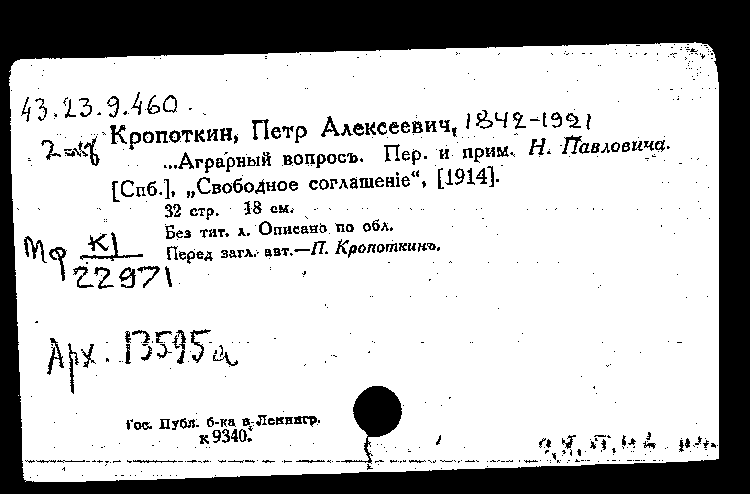 43.23.9.460.
2-экз Кропоткин, Петр Алексеевич, 1842-1921
...Аграрный вопросъ. Пер. и прим. Н. Павловича.
[Спб.], „Свободное соглашенiе“, [1914].
32 стр. 18 см.
Без тит. л. Описано по обл.
Перед загл. авт.—П. Кропоткинъ.
Мф К1
22971
Арх. 13595а
Гос. Публ. б-ка в Ленингр.
к 9340.